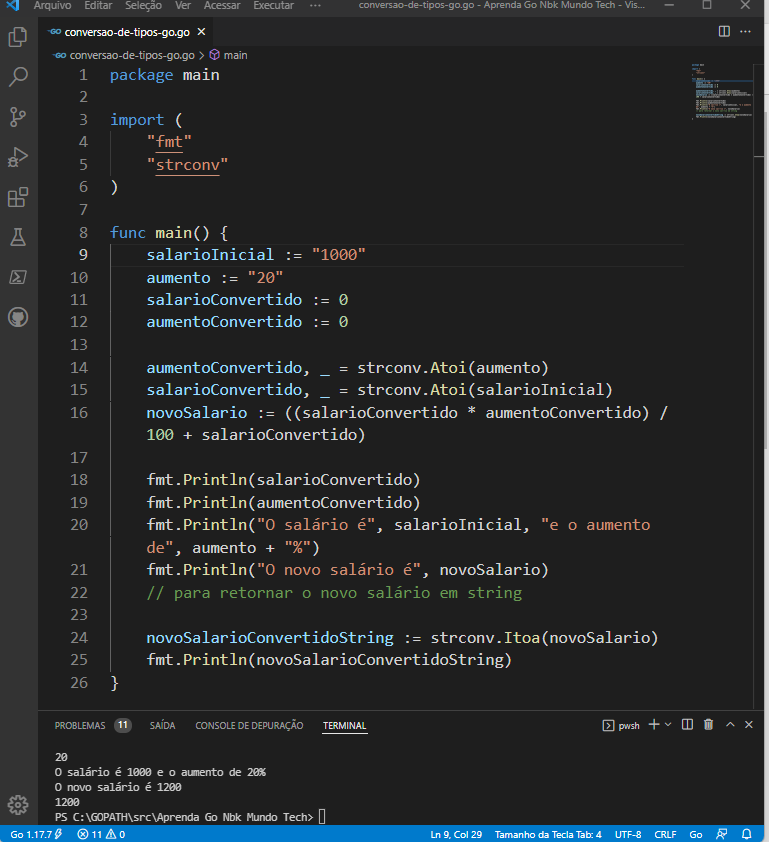 Arquivo Editar Seleção Ver Acessar Executar ··· conversao-de-tipos-go.go - Aprenda Go Nbk Mundo Tech - Vis...
conversao-de-tipos-go.go
conversao-de-tipos-go.go > main
1 package main
2
3 import (
4 "fmt"
5 "strconv"
6 )
7
8 func main() {
9 salarioInicial := "1000"
10 aumento := "20"
11 salarioConvertido := 0
12 aumentoConvertido := 0
13
14 aumentoConvertido, _ = strconv.Atoi(aumento)
15 salarioConvertido, _ = strconv.Atoi(salarioInicial)
16 novoSalario := ((salarioConvertido * aumentoConvertido) /
100 + salarioConvertido)
17
18 fmt.Println(salarioConvertido)
19 fmt.Println(aumentoConvertido)
20 fmt.Println("O salário é", salarioInicial, "e o aumento
de", aumento + "%")
21 fmt.Println("O novo salário é", novoSalario)
22 // para retornar o novo salário em string
23
24 novoSalarioConvertidoString := strconv.Itoa(novoSalario)
25 fmt.Println(novoSalarioConvertidoString)
26 }
PROBLEMAS 11 SAÍDA CONSOLE DE DEPURAÇÃO TERMINAL pwsh
20
O salário é 1000 e o aumento de 20%
O novo salário é 1200
1200
PS C:\GOPATH\src\Aprenda Go Nbk Mundo Tech>
Go 1.17.7 11 0 Ln 9, Col 29 Tamanho da Tecla Tab: 4 UTF-8 CRLF Go